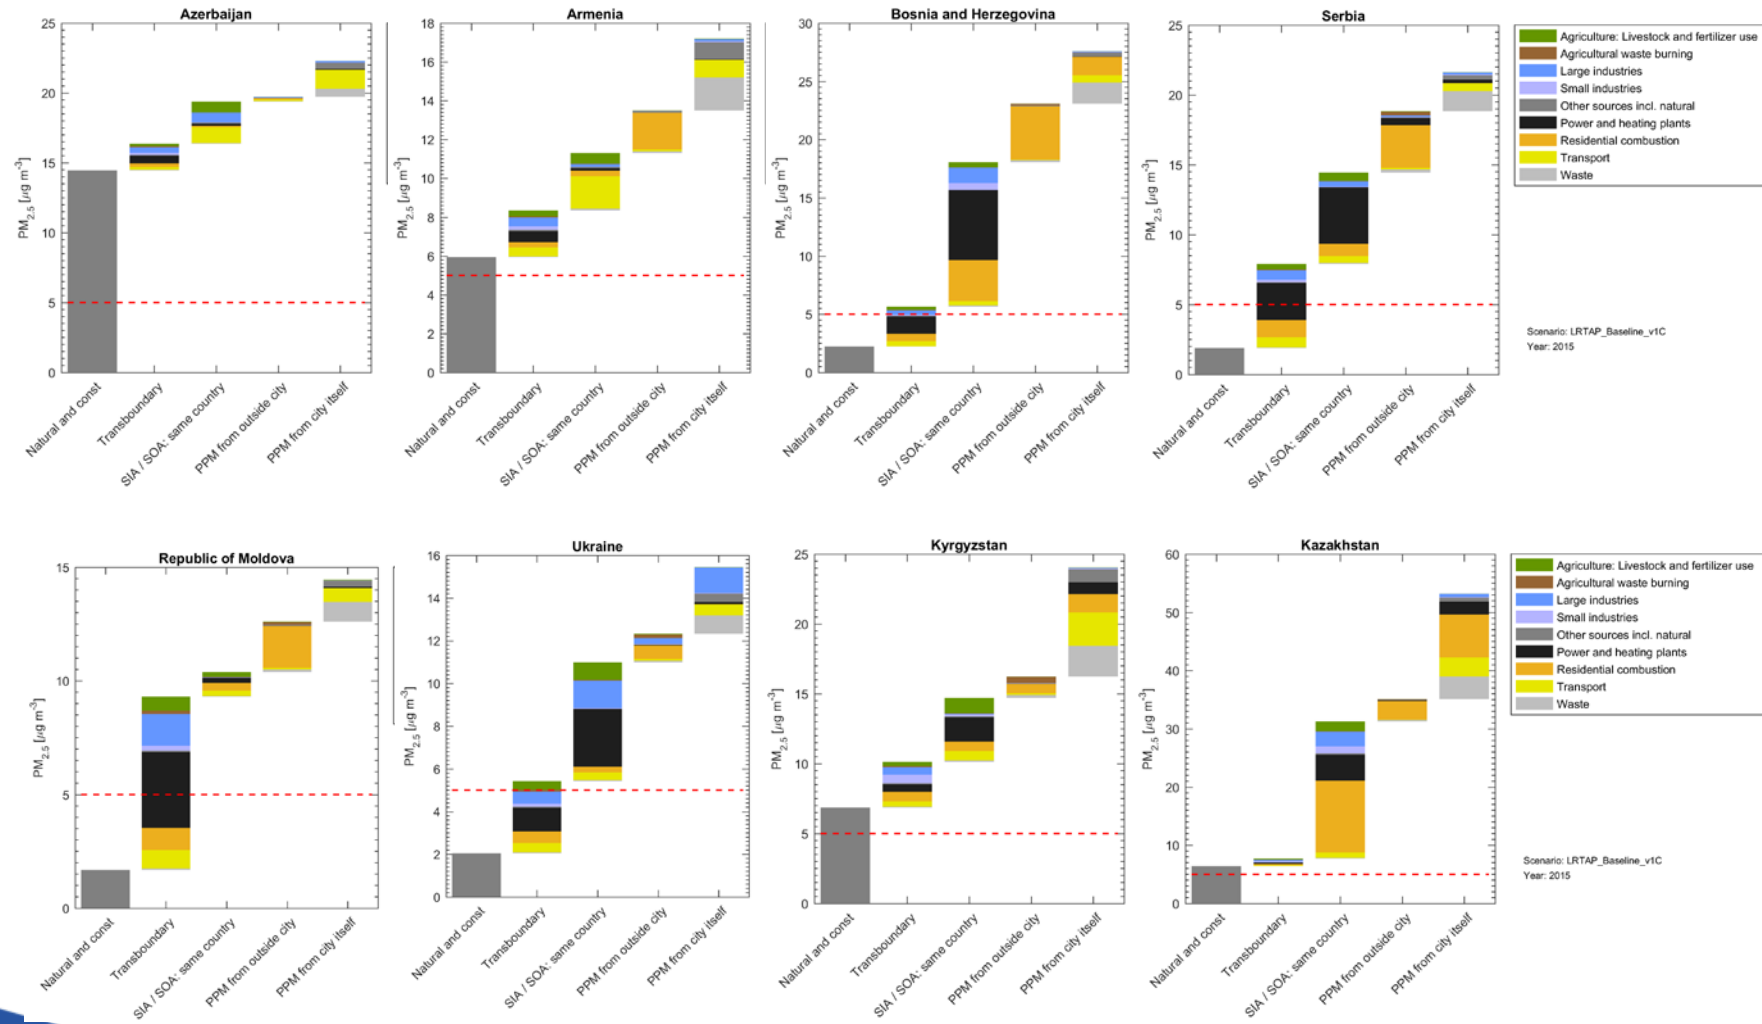 Azerbaijan
25
20
15
10
5
0
PM2.5 [μg m-3]
Natural and const
Transboundary
SIA / SOA: same country
PPM from outside city
PPM from city itself
Armenia
18
16
14
12
10
8
6
4
2
0
PM2.5 [μg m-3]
Natural and const
Transboundary
SIA / SOA: same country
PPM from outside city
PPM from city itself
Bosnia and Herzegovina
30
25
20
15
10
5
0
PM2.5 [μg m-3]
Natural and const
Transboundary
SIA / SOA: same country
PPM from outside city
PPM from city itself
Serbia
25
20
15
10
5
0
PM2.5 [μg m-3]
Natural and const
Transboundary
SIA / SOA: same country
PPM from outside city
PPM from city itself
Agriculture: Livestock and fertilizer use
Agricultural waste burning
Large industries
Small industries
Other sources incl. natural
Power and heating plants
Residential combustion
Transport
Waste
Scenario: LRTAP_Baseline_v1C
Year: 2015
Republic of Moldova
15
10
5
0
PM2.5 [μg m-3]
Natural and const
Transboundary
SIA / SOA: same country
PPM from outside city
PPM from city itself
Ukraine
16
14
12
10
8
6
4
2
0
PM2.5 [μg m-3]
Natural and const
Transboundary
SIA / SOA: same country
PPM from outside city
PPM from city itself
Kyrgyzstan
25
20
15
10
5
0
PM2.5 [μg m-3]
Natural and const
Transboundary
SIA / SOA: same country
PPM from outside city
PPM from city itself
Kazakhstan
60
50
40
30
20
10
0
PM2.5 [μg m-3]
Natural and const
Transboundary
SIA / SOA: same country
PPM from outside city
PPM from city itself
Agriculture: Livestock and fertilizer use
Agricultural waste burning
Large industries
Small industries
Other sources incl. natural
Power and heating plants
Residential combustion
Transport
Waste
Scenario: LRTAP_Baseline_v1C
Year: 2015